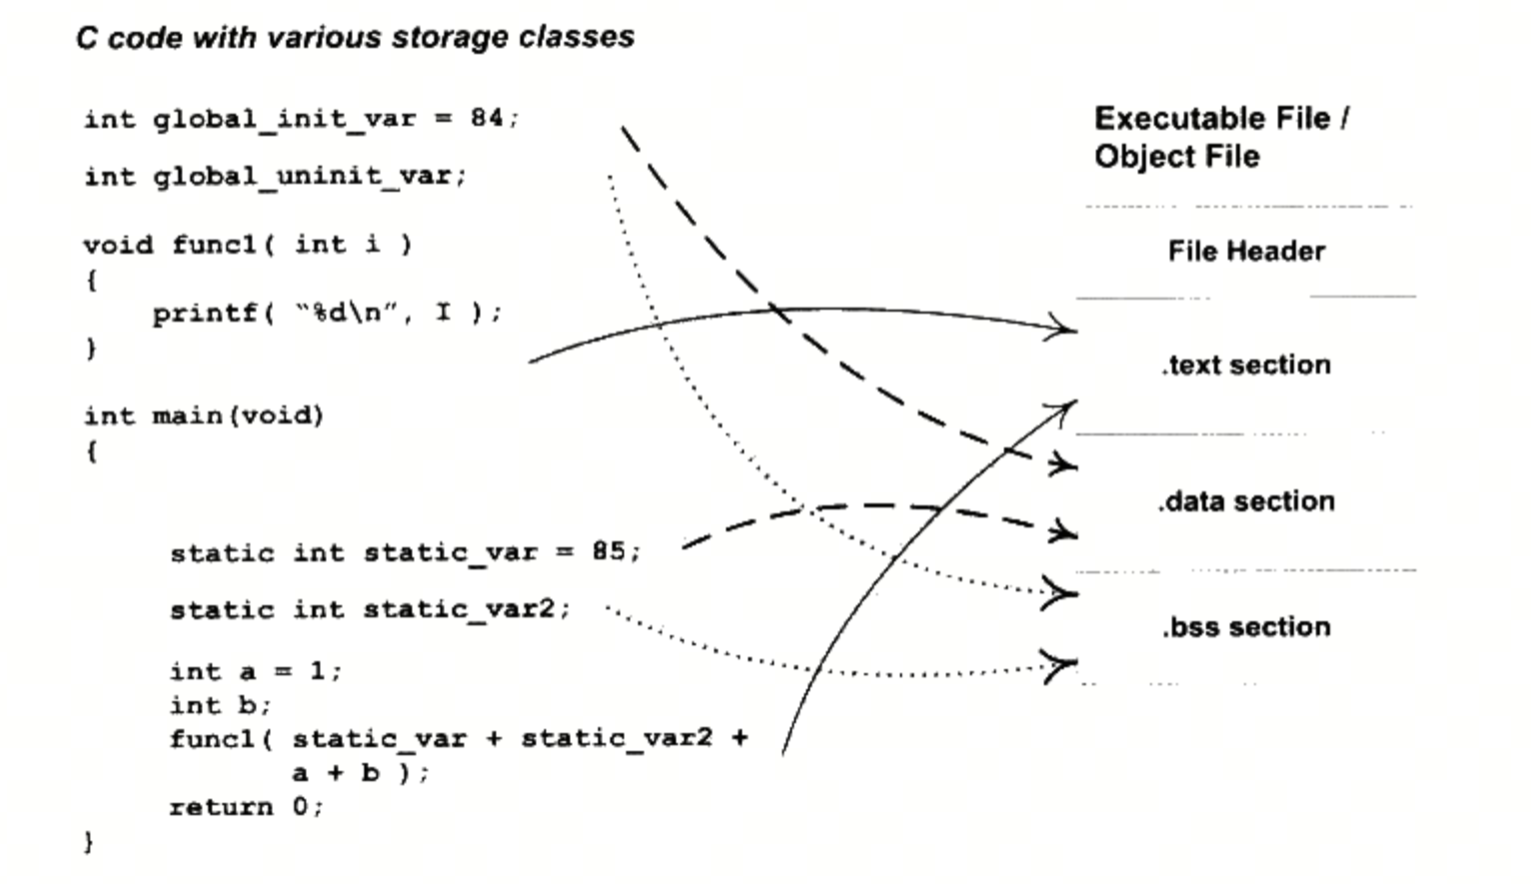 C code with various storage classes
int global_init_var = 84;
int global_uninit_var;
void func1( int i )
{
printf( “%d\n”, I );
}
int main(void)
{
static int static_var = 85;
static int static_var2;
int a = 1;
int b;
func1( static_var + static_var2 +
a + b );
return 0;
}
Executable File /
Object File
File Header
.text section
.data section
.bss section